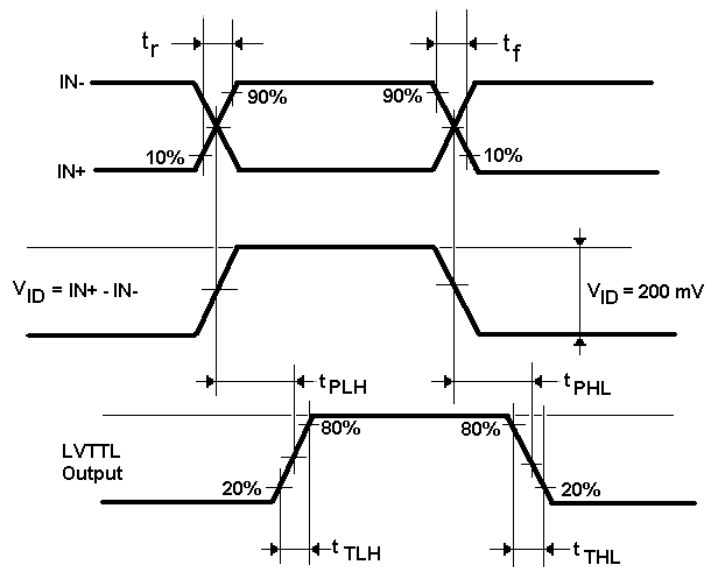 tr
tf
IN-
90%
90%
10%
10%
IN+
VID = IN+ - IN-
VID = 200 mV
tPLH
tPHL
LVTTL
Output
80%
80%
20%
20%
tTLH
tTHL